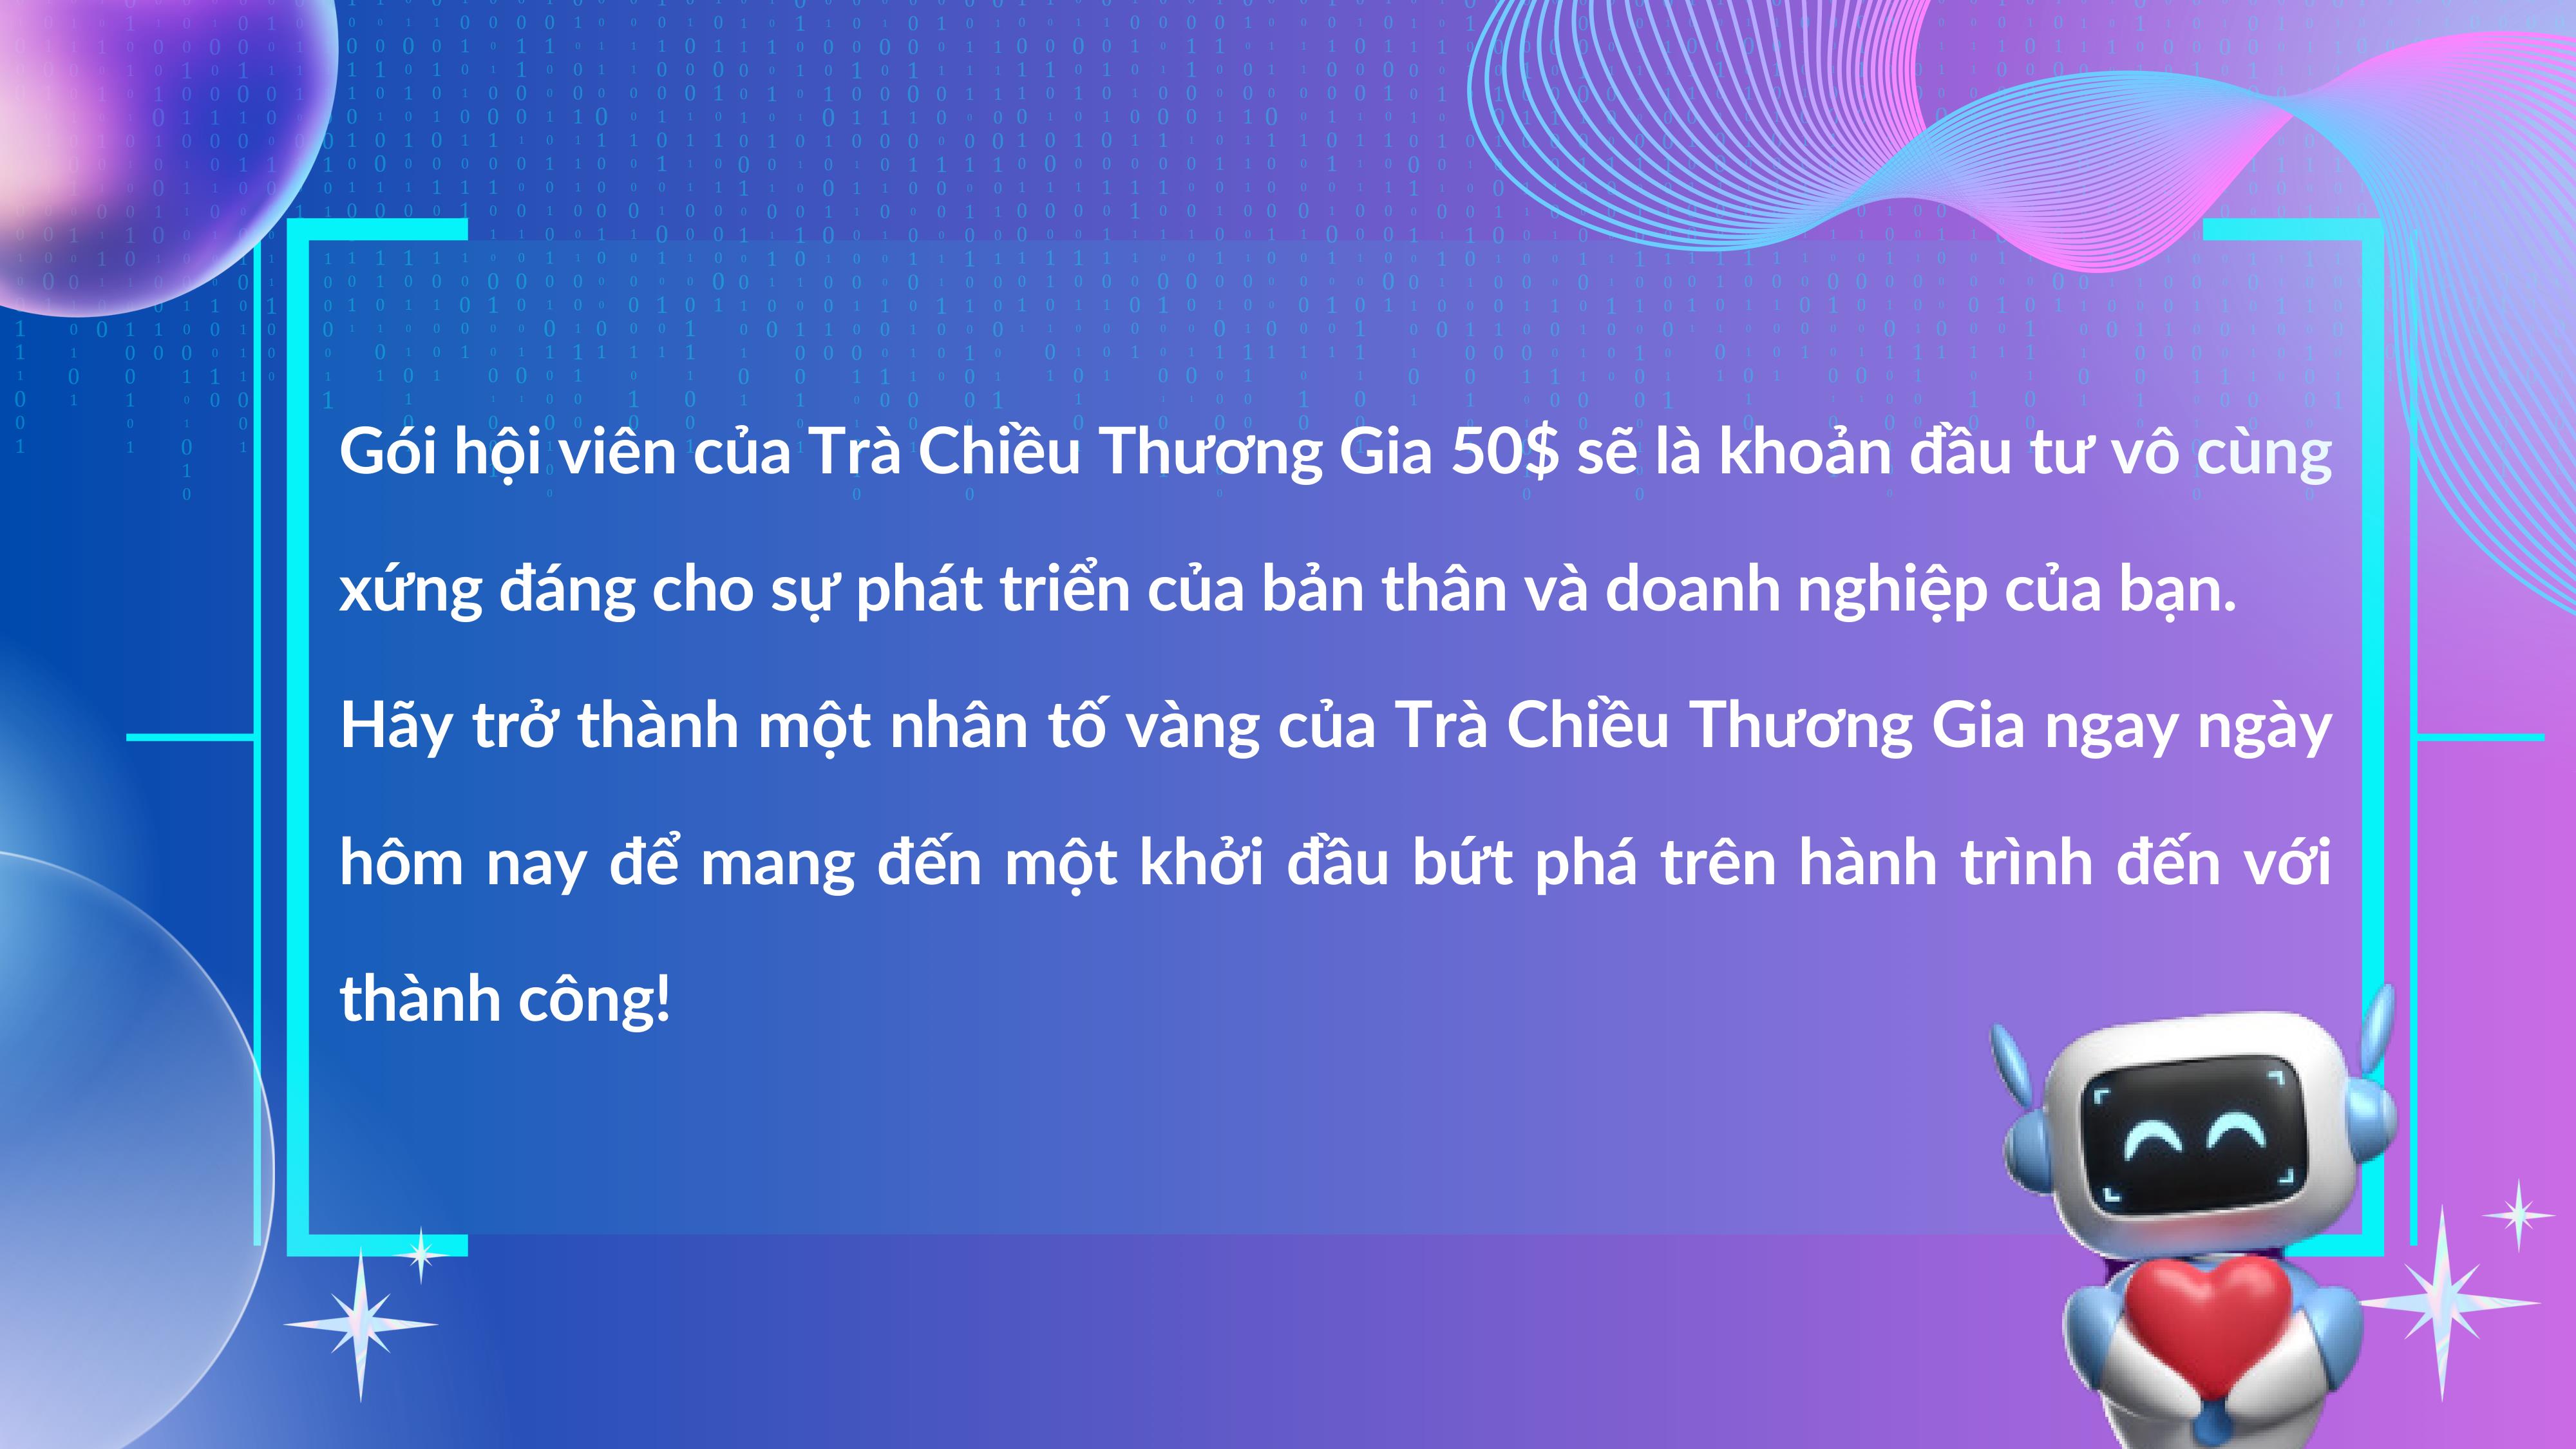 Gói hội viên của Trà Chiều Thương Gia 50$ sẽ là khoản đầu tư vô cùng
xứng đáng cho sự phát triển của bản thân và doanh nghiệp của bạn.
Hãy trở thành một nhân tố vàng của Trà Chiều Thương Gia ngay ngày
hôm nay để mang đến một khởi đầu bứt phá trên hành trình đến với
thành công!